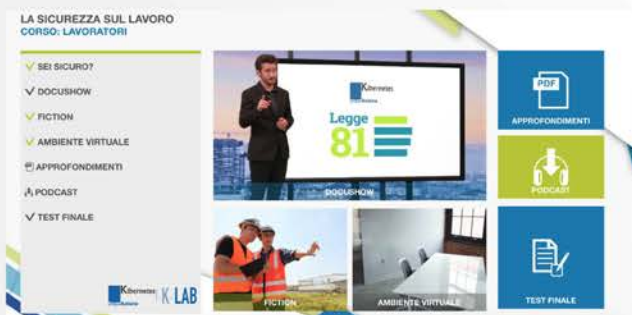 LA SICUREZZA SUL LAVORO
CORSO: LAVORATORI
SEI SICURO?
DOCUSHOW
FICTION
AMBIENTE VIRTUALE
APPROFONDIMENTI
PODCAST
TEST FINALE
Kibernetes
K LAB
Kibernetes
Legge
81
DOCUSHOW
FICTION
AMBIENTE VIRTUALE
PDF
APPROFONDIMENTI
PODCAST
TEST FINALE